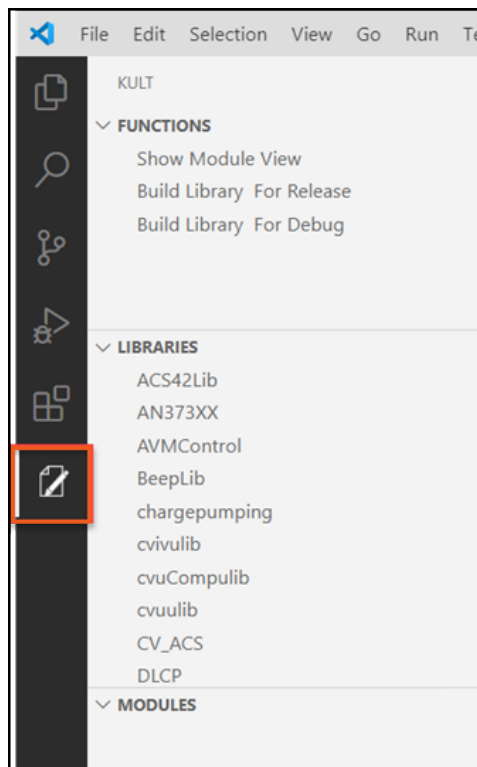 File Edit Selection View Go Run
KULT
FUNCTIONS
Show Module View
Build Library For Release
Build Library For Debug
LIBRARIES
ACS42Lib
AN373XX
AVMControl
BeepLib
chargepumping
cvivulib
cvuCompulib
cvuulib
CV_ACS
DLCP
MODULES